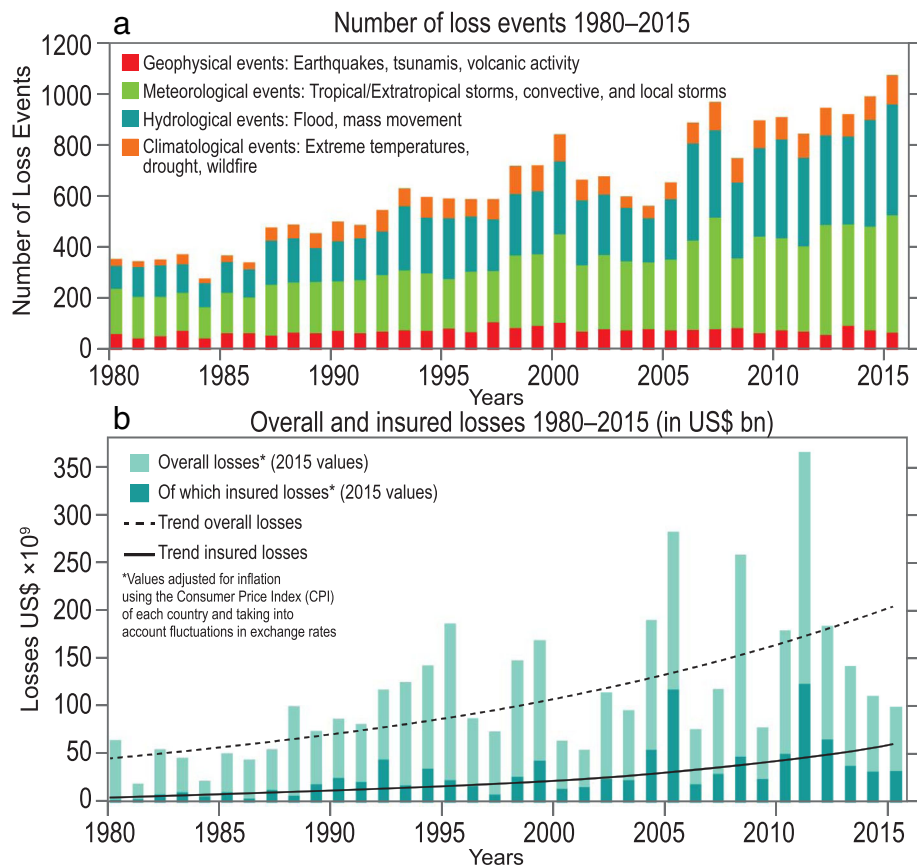 a
Number of loss events 1980–2015
1200
1000
800
600
400
200
0
Number of Loss Events
Geophysical events: Earthquakes, tsunamis, volcanic activity
Meteorological events: Tropical/Extratropical storms, convective, and local storms
Hydrological events: Flood, mass movement
Climatological events: Extreme temperatures,
drought, wildfire
1980 1985 1990 1995 2000 2005 2010 2015
Years
b
Overall and insured losses 1980–2015 (in US$ bn)
350
300
250
200
150
100
50
0
Losses US$ ×10⁹
Overall losses* (2015 values)
Of which insured losses* (2015 values)
Trend overall losses
Trend insured losses
*Values adjusted for inflation
using the Consumer Price Index (CPI)
of each country and taking into
account fluctuations in exchange rates
1980 1985 1990 1995 2000 2005 2010 2015
Years